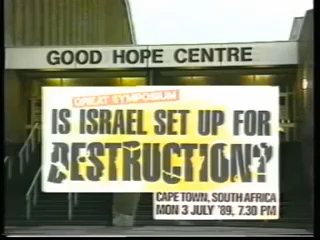 GOOD HOPE CENTRE
GREAT SYMPOSIUM
IS ISRAEL SET UP FOR
DESTRUCTION?
CAPE TOWN, SOUTH AFRICA
MON 3 JULY '89, 7.30 PM